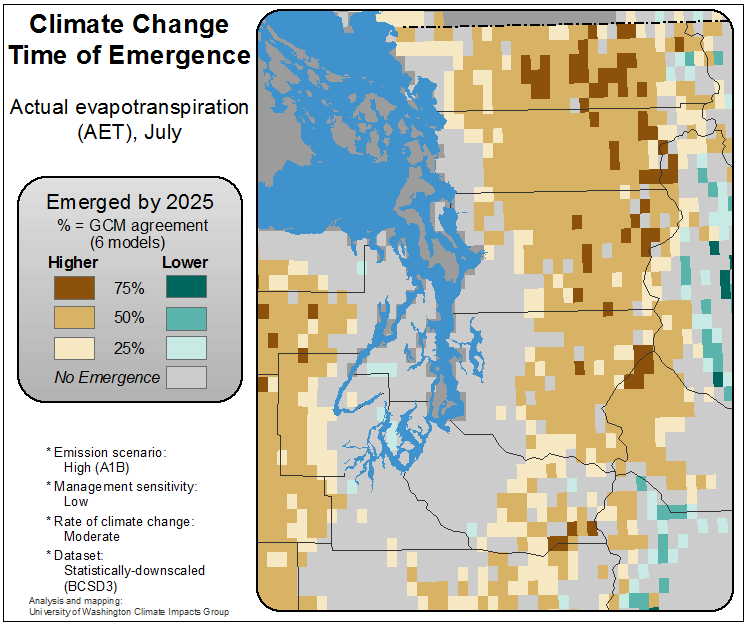 Climate Change
Time of Emergence
Actual evapotranspiration
(AET), July
Emerged by 2025
% = GCM agreement
(6 models)
Higher Lower
75%
50%
25%
No Emergence
* Emission scenario:
High (A1B)
* Management sensitivity:
Low
* Rate of climate change:
Moderate
* Dataset:
Statistically-downscaled
(BCSD3)
Analysis and mapping:
University of Washington Climate Impacts Group